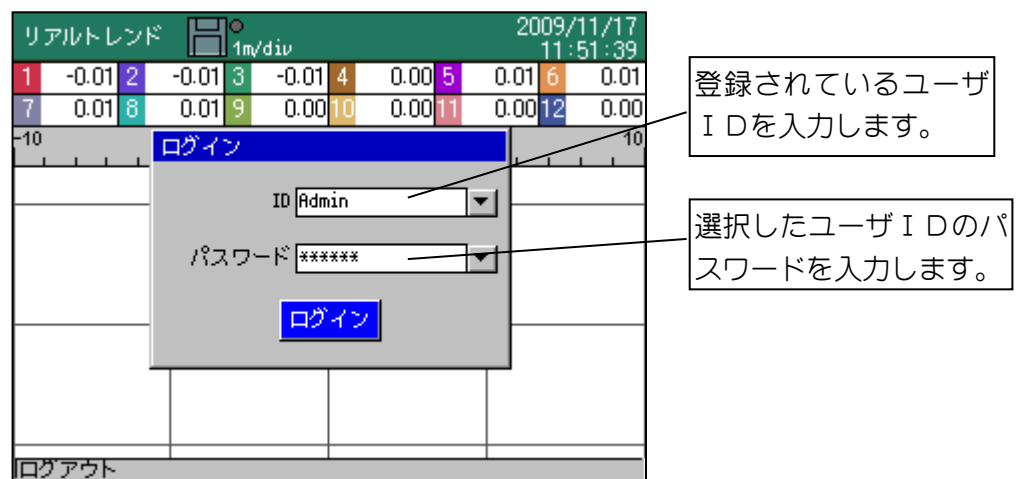 リアルトレンド 1m/div 2009/11/17
11:51:39
1 -0.01 2 -0.01 3 -0.01 4 0.00 5 0.01 6 0.01
7 0.01 8 0.01 9 0.00 10 0.00 11 0.00 12 0.00
-10 10
ログイン
ID Admin
パスワード ******
ログイン
ログアウト
登録されているユーザ
ＩＤを入力します。
選択したユーザＩＤのパ
スワードを入力します。